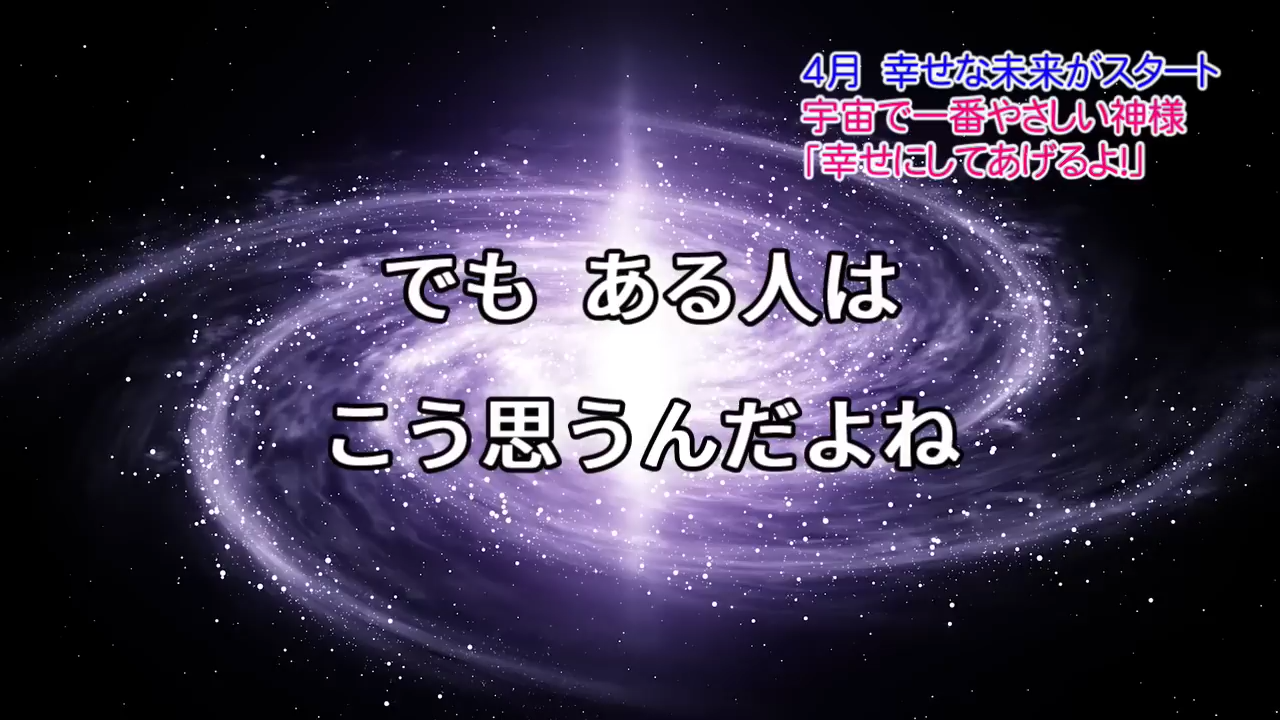 4月 幸せな未来がスタート
宇宙で一番やさしい神様
「幸せにしてあげるよ!」
でも ある人は
こう思うんだよね